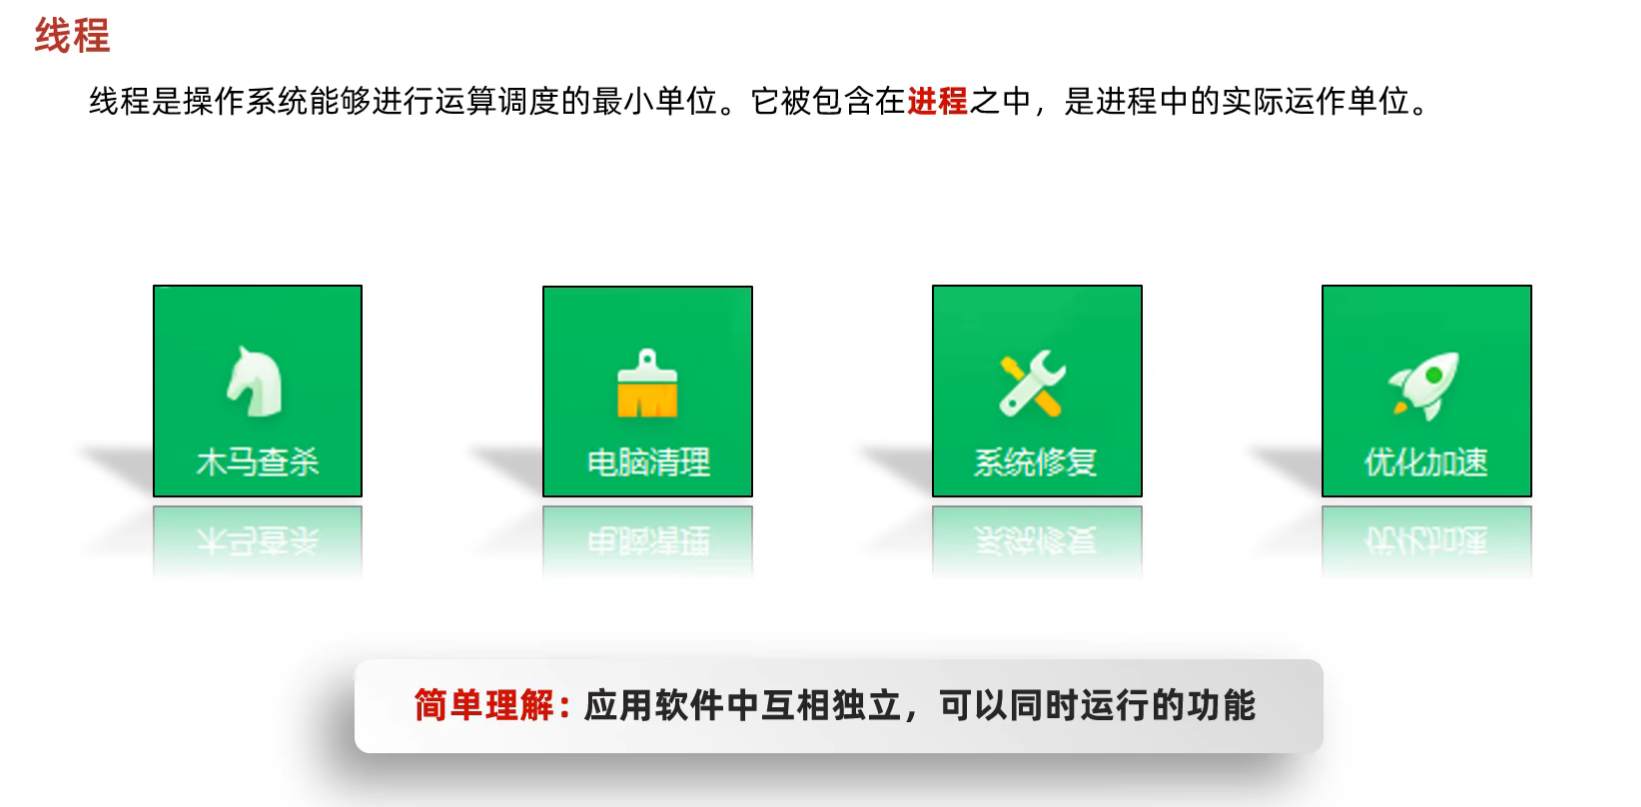 线程
线程是操作系统能够进行运算调度的最小单位。它被包含在进程之中，是进程中的实际运作单位。
木马查杀
电脑清理
系统修复
优化加速
简单理解：应用软件中互相独立，可以同时运行的功能